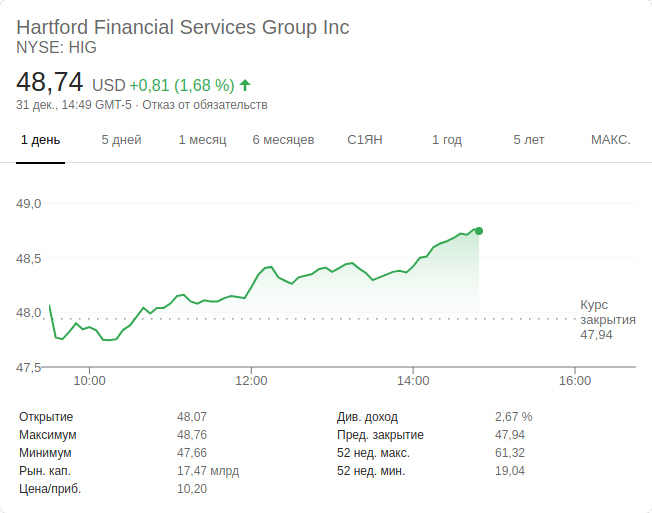 Hartford Financial Services Group Inc
NYSE: HIG
48,74 USD +0,81 (1,68 %)
31 дек., 14:49 GMT-5 · Отказ от обязательств
1 день 5 дней 1 месяц 6 месяцев С1ЯН 1 год 5 лет МАКС.
49,0
48,5
48,0
Курс
закрытия
47,94
47,5
10:00 12:00 14:00 16:00
Открытие 48,07 Див. доход 2,67 %
Максимум 48,76 Пред. закрытие 47,94
Минимум 47,66 52 нед. макс. 61,32
Рын. кап. 17,47 млрд 52 нед. мин. 19,04
Цена/приб. 10,20